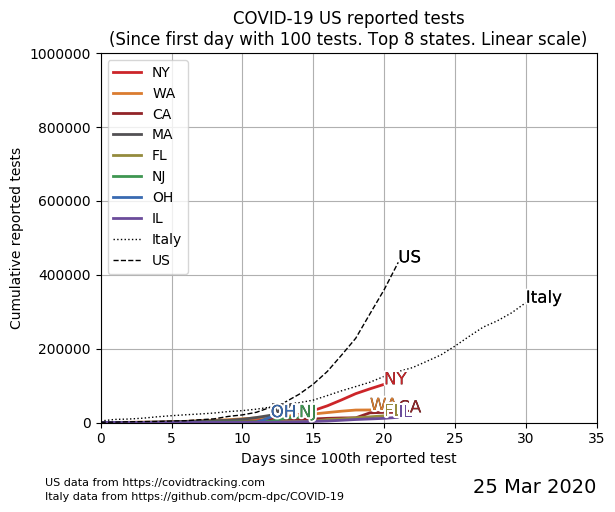 COVID-19 US reported tests
(Since first day with 100 tests. Top 8 states. Linear scale)
Cumulative reported tests
1000000
800000
600000
400000
200000
0
NY
WA
CA
MA
FL
NJ
OH
IL
Italy
US
US
Italy
NY
WA
CA
FL
IL
OH
NJ
0 5 10 15 20 25 30 35
Days since 100th reported test
US data from https://covidtracking.com
Italy data from https://github.com/pcm-dpc/COVID-19
25 Mar 2020